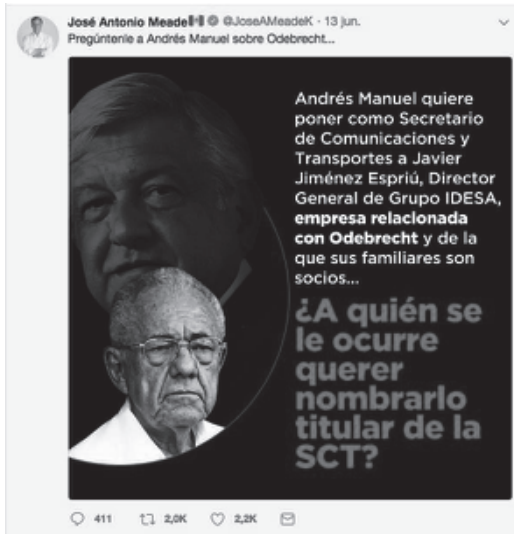 José Antonio Meade @JoseAMeadeK · 13 jun.
Pregúntenle a Andrés Manuel sobre Odebrecht...
Andrés Manuel quiere
poner como Secretario
de Comunicaciones y
Transportes a Javier
Jiménez Espriú, Director
General de Grupo IDESA,
empresa relacionada
con Odebrecht y de la
que sus familiares son
socios...
¿A quién se
le ocurre
querer
nombrarlo
titular de la
SCT?
411 2,0K 2,2K